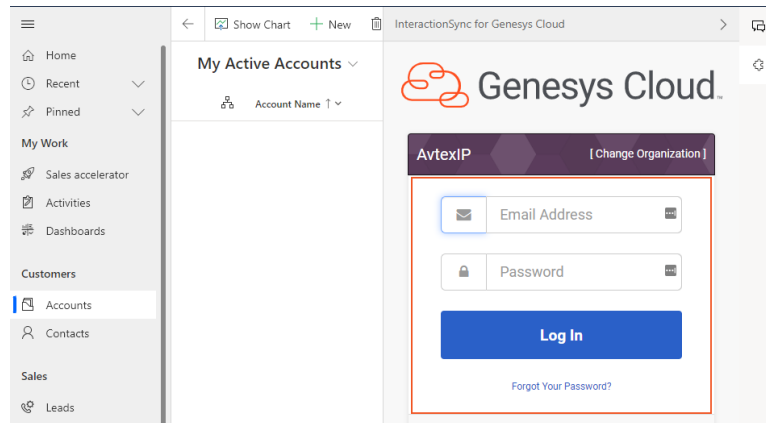 Show Chart
New
InteractionSync for Genesys Cloud
Home
Recent
Pinned
My Work
Sales accelerator
Activities
Dashboards
Customers
Accounts
Contacts
Sales
Leads
My Active Accounts
Account Name
Genesys Cloud™
AvtexIP [ Change Organization ]
Email Address
Password
Log In
Forgot Your Password?